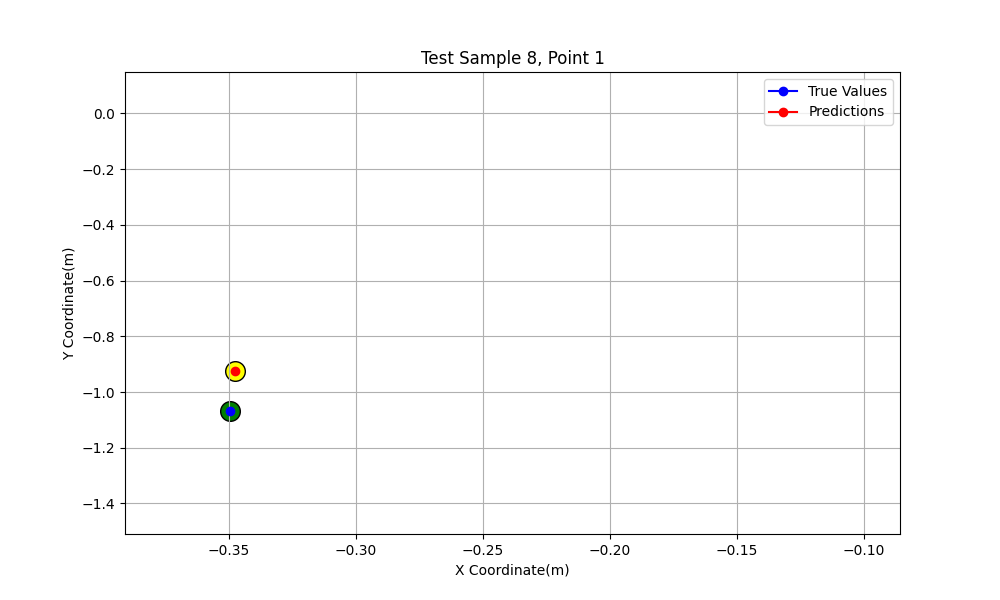 Test Sample 8, Point 1
True Values
Predictions
Y Coordinate(m)
0.0
−0.2
−0.4
−0.6
−0.8
−1.0
−1.2
−1.4
−0.35
−0.30
−0.25
−0.20
−0.15
−0.10
X Coordinate(m)